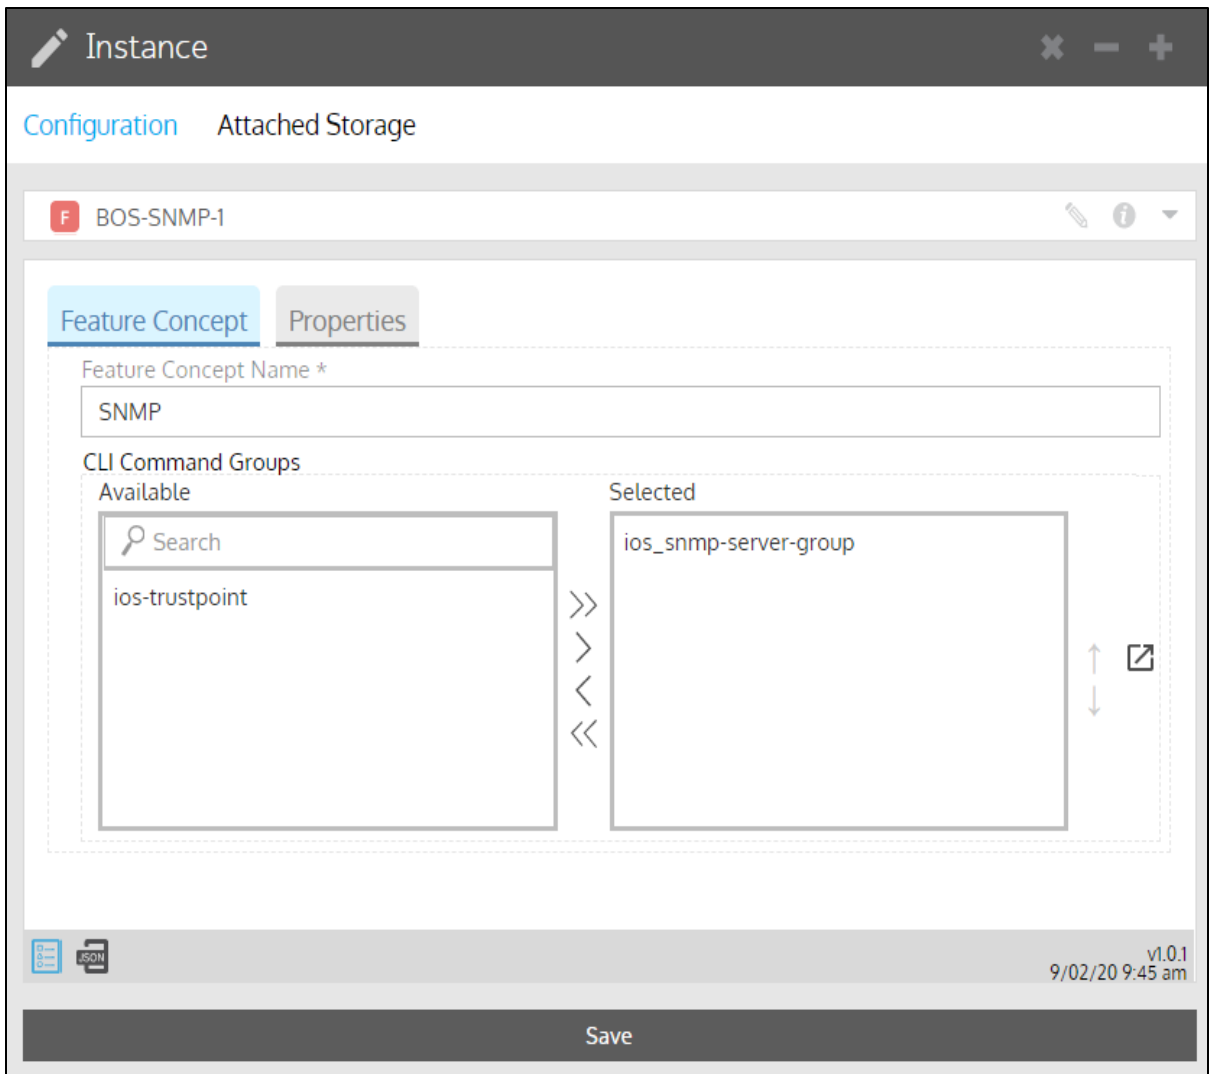 Instance
Configuration Attached Storage
F BOS-SNMP-1
Feature Concept Properties
Feature Concept Name *
SNMP
CLI Command Groups
Available Selected
Search ios_snmp-server-group
ios-trustpoint
JSON v1.0.1
9/02/20 9:45 am
Save